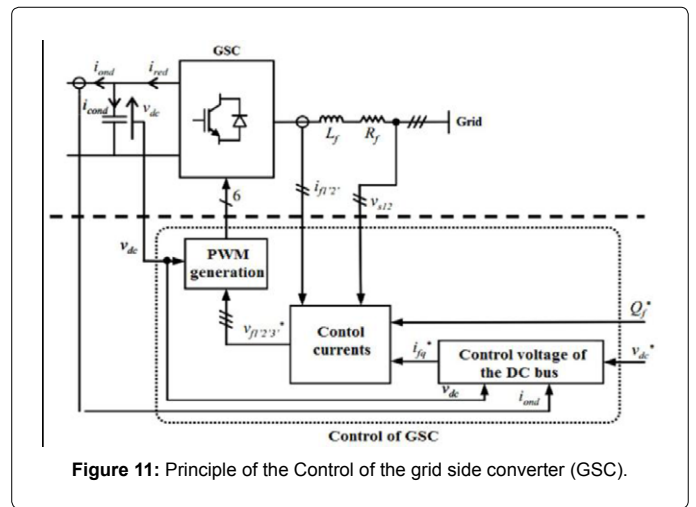 GSC
i_ond
i_red
i_cond
v_dc
L_f
R_f
Grid
i_f1'2'
v_s12
6
v_dc
PWM
generation
v_f1'2'3'*
Contol
currents
Q_f*
i_fq*
Control voltage of
the DC bus
v_dc*
v_dc
i_ond
Control of GSC
Figure 11: Principle of the Control of the grid side converter (GSC).